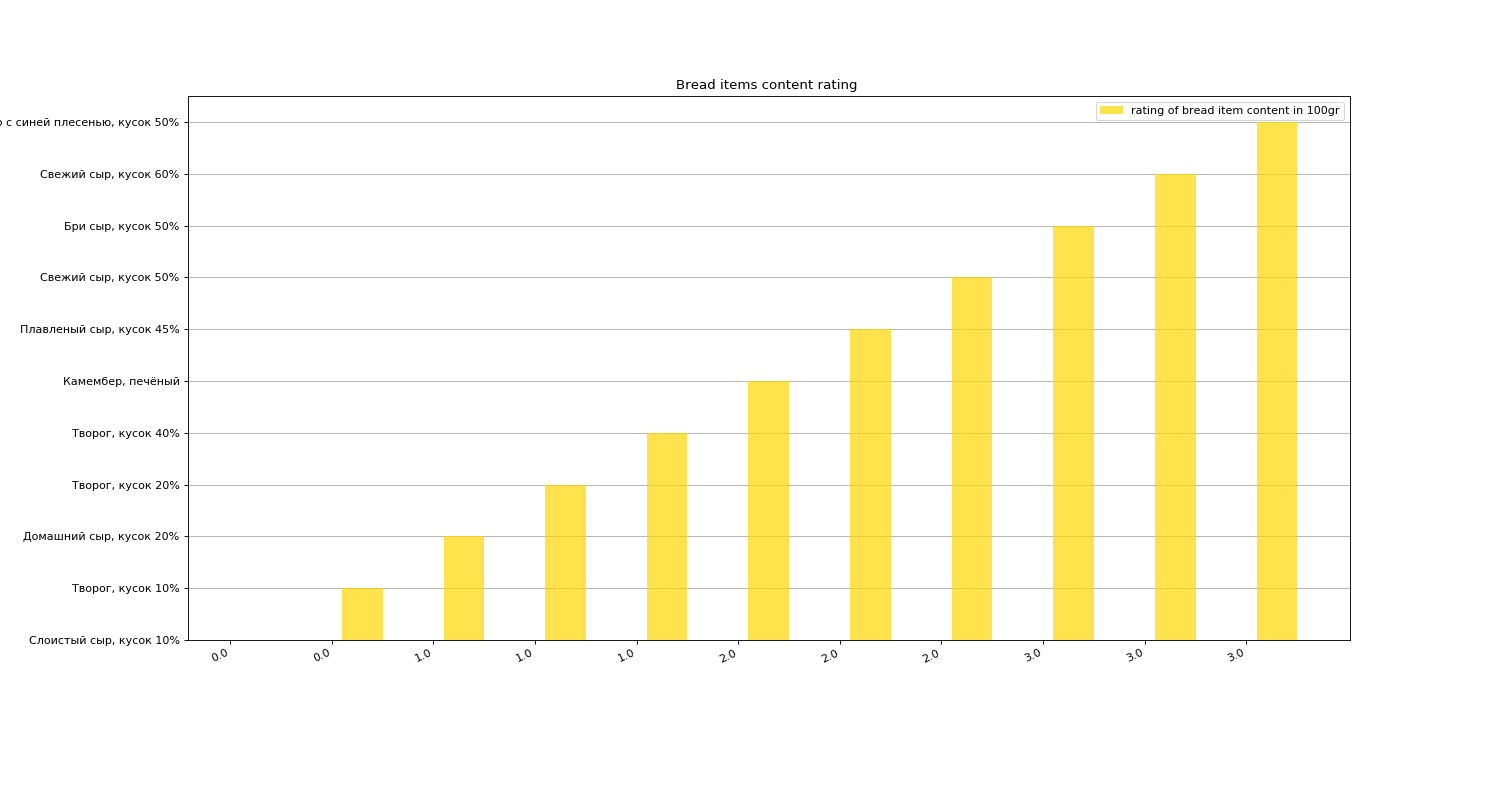 Bread items content rating
rating of bread item content in 100gr
с синей плесенью, кусок 50%
Свежий сыр, кусок 60%
Бри сыр, кусок 50%
Свежий сыр, кусок 50%
Плавленый сыр, кусок 45%
Камембер, печёный
Творог, кусок 40%
Творог, кусок 20%
Домашний сыр, кусок 20%
Творог, кусок 10%
Слоистый сыр, кусок 10%
0.0 0.0 1.0 1.0 1.0 2.0 2.0 2.0 3.0 3.0 3.0